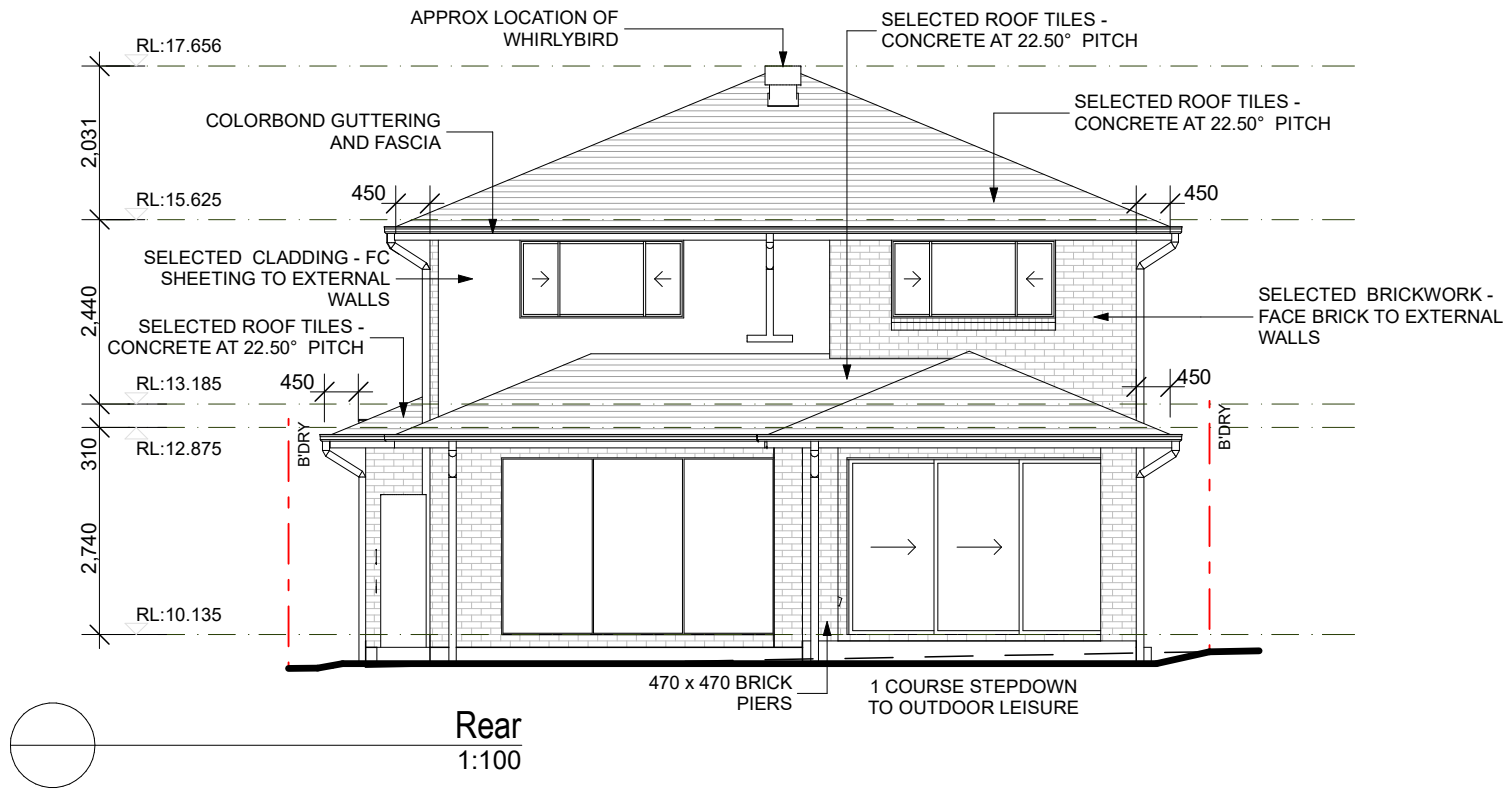 APPROX LOCATION OF
WHIRLYBIRD
SELECTED ROOF TILES -
CONCRETE AT 22.50° PITCH
RL:17.656
SELECTED ROOF TILES -
CONCRETE AT 22.50° PITCH
COLORBOND GUTTERING
AND FASCIA
2,031
RL:15.625
450
450
SELECTED CLADDING - FC
SHEETING TO EXTERNAL
WALLS
2,440
SELECTED BRICKWORK -
FACE BRICK TO EXTERNAL
WALLS
SELECTED ROOF TILES -
CONCRETE AT 22.50° PITCH
RL:13.185
450
450
B'DRY
B'DRY
310
RL:12.875
2,740
RL:10.135
470 x 470 BRICK
PIERS
1 COURSE STEPDOWN
TO OUTDOOR LEISURE
Rear
1:100